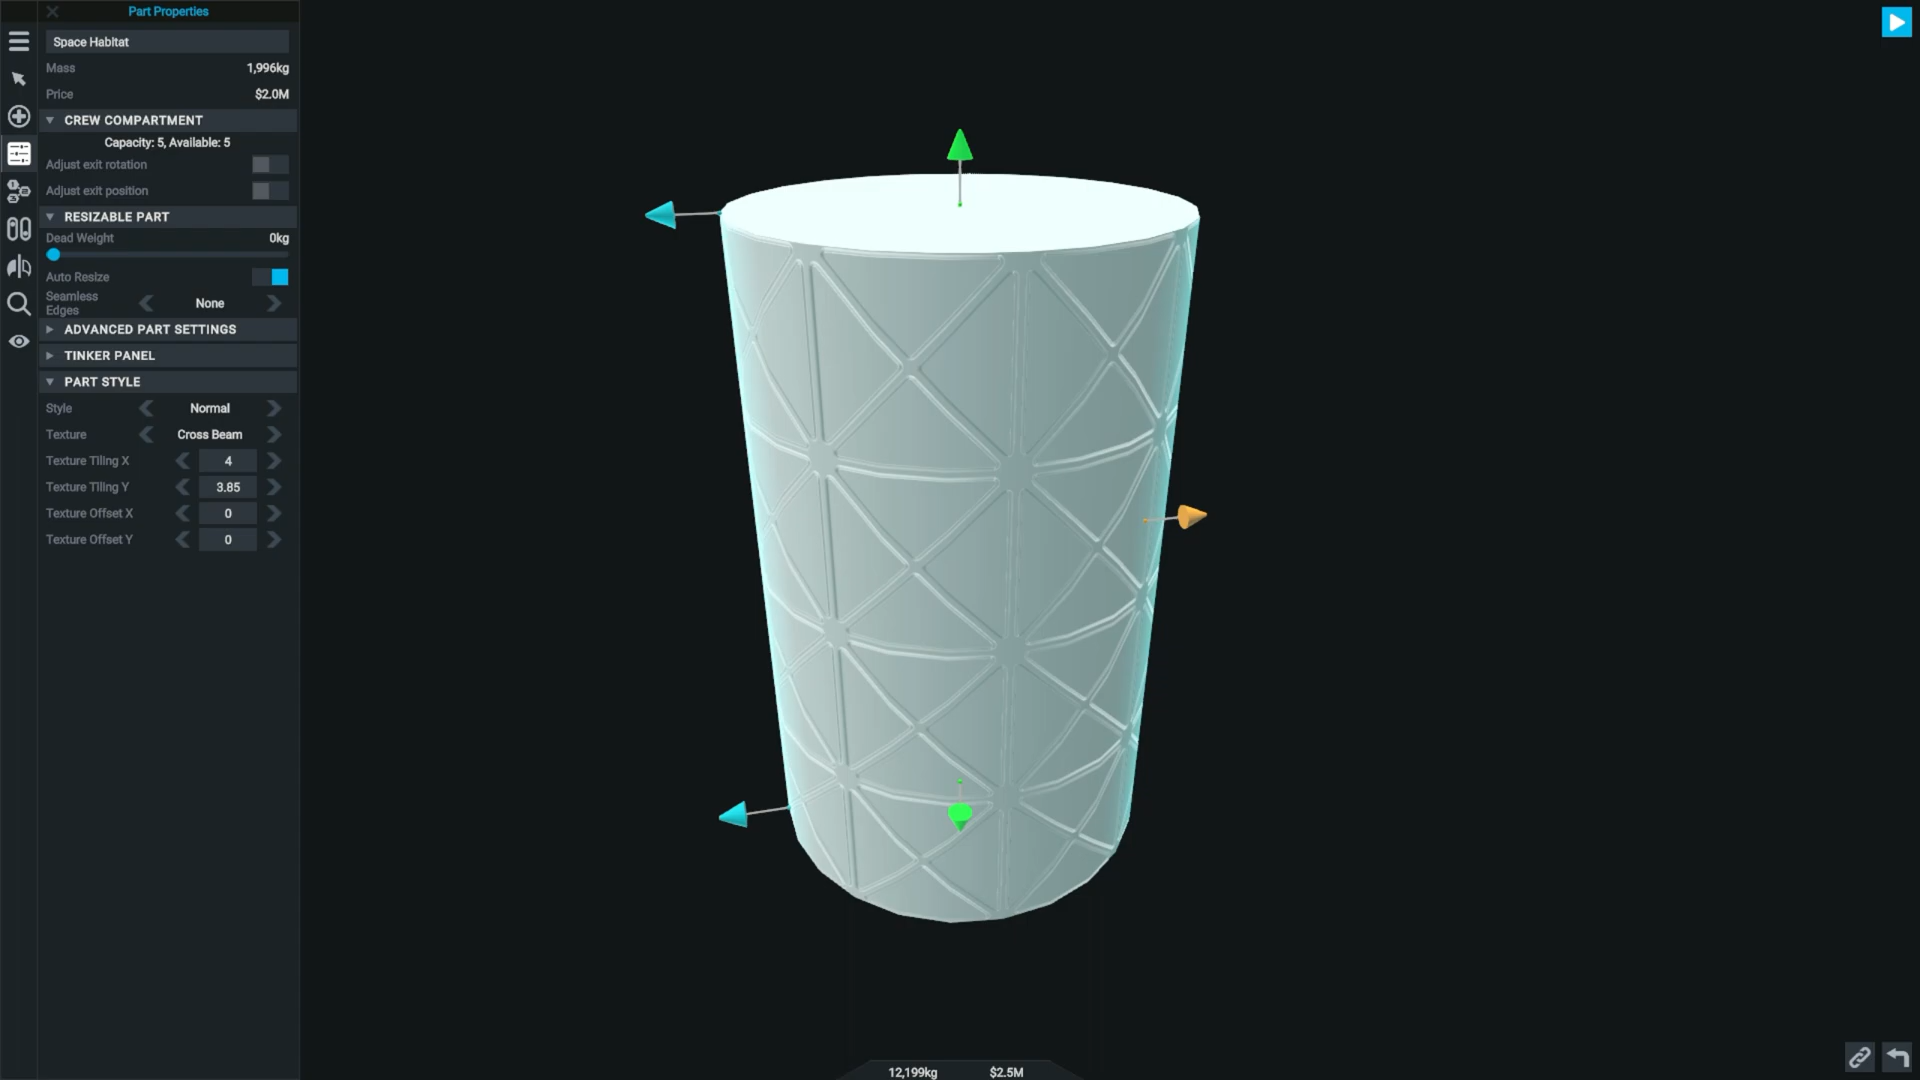 Part Properties
Space Habitat
Mass 1,996kg
Price $2.0M
CREW COMPARTMENT
Capacity: 5, Available: 5
Adjust exit rotation
Adjust exit position
RESIZABLE PART
Dead Weight 0kg
Auto Resize
Seamless
Edges
None
ADVANCED PART SETTINGS
TINKER PANEL
PART STYLE
Style Normal
Texture Cross Beam
Texture Tiling X 4
Texture Tiling Y 3.85
Texture Offset X 0
Texture Offset Y 0
12,199kg $2.5M